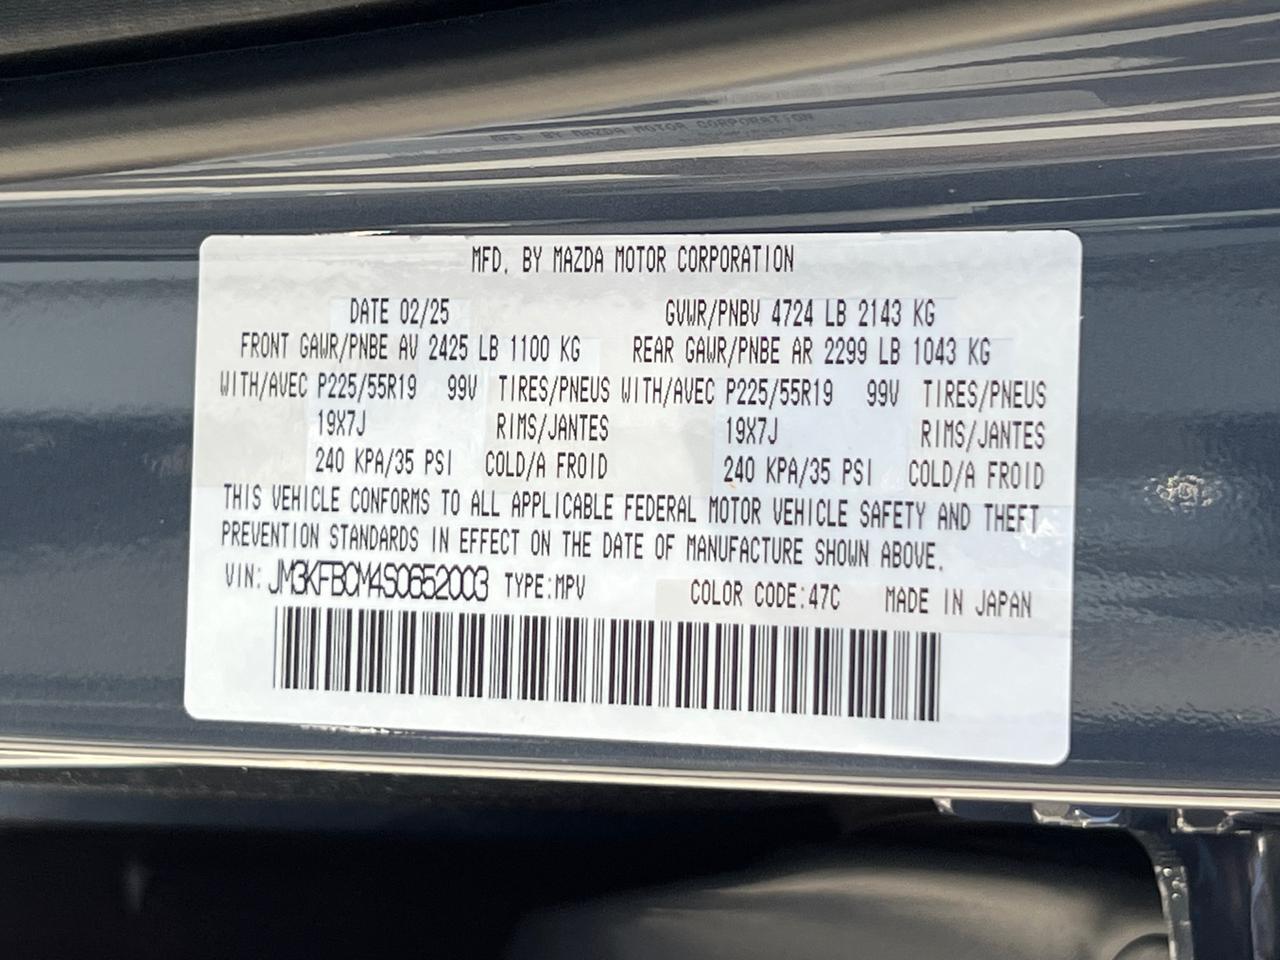 MFD. BY MAZDA MOTOR CORPORATION
MFD. BY MAZDA MOTOR CORPORATION
DATE 02/25 GVWR/PNBV 4724 LB 2143 KG
FRONT GAWR/PNBE AV 2425 LB 1100 KG REAR GAWR/PNBE AR 2299 LB 1043 KG
WITH/AVEC P225/55R19 99V TIRES/PNEUS WITH/AVEC P225/55R19 99V TIRES/PNEUS
19X7J RIMS/JANTES 19X7J RIMS/JANTES
240 KPA/35 PSI COLD/A FROID 240 KPA/35 PSI COLD/A FROID
THIS VEHICLE CONFORMS TO ALL APPLICABLE FEDERAL MOTOR VEHICLE SAFETY AND THEFT
PREVENTION STANDARDS IN EFFECT ON THE DATE OF MANUFACTURE SHOWN ABOVE.
VIN: JM3KFBCM4S0652003 TYPE:MPV COLOR CODE:47C MADE IN JAPAN